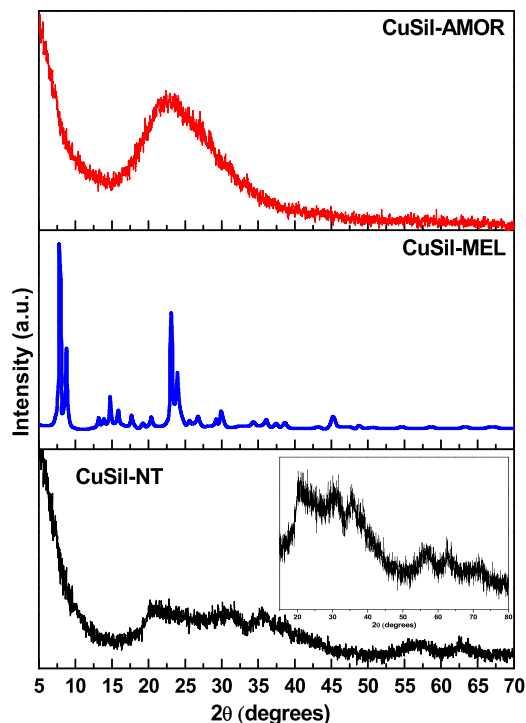 CuSil-AMOR
CuSil-MEL
Intensity (a.u.)
CuSil-NT
20 30 40 50 60 70 80
2θ (degrees)
5 10 15 20 25 30 35 40 45 50 55 60 65 70
2θ (degrees)